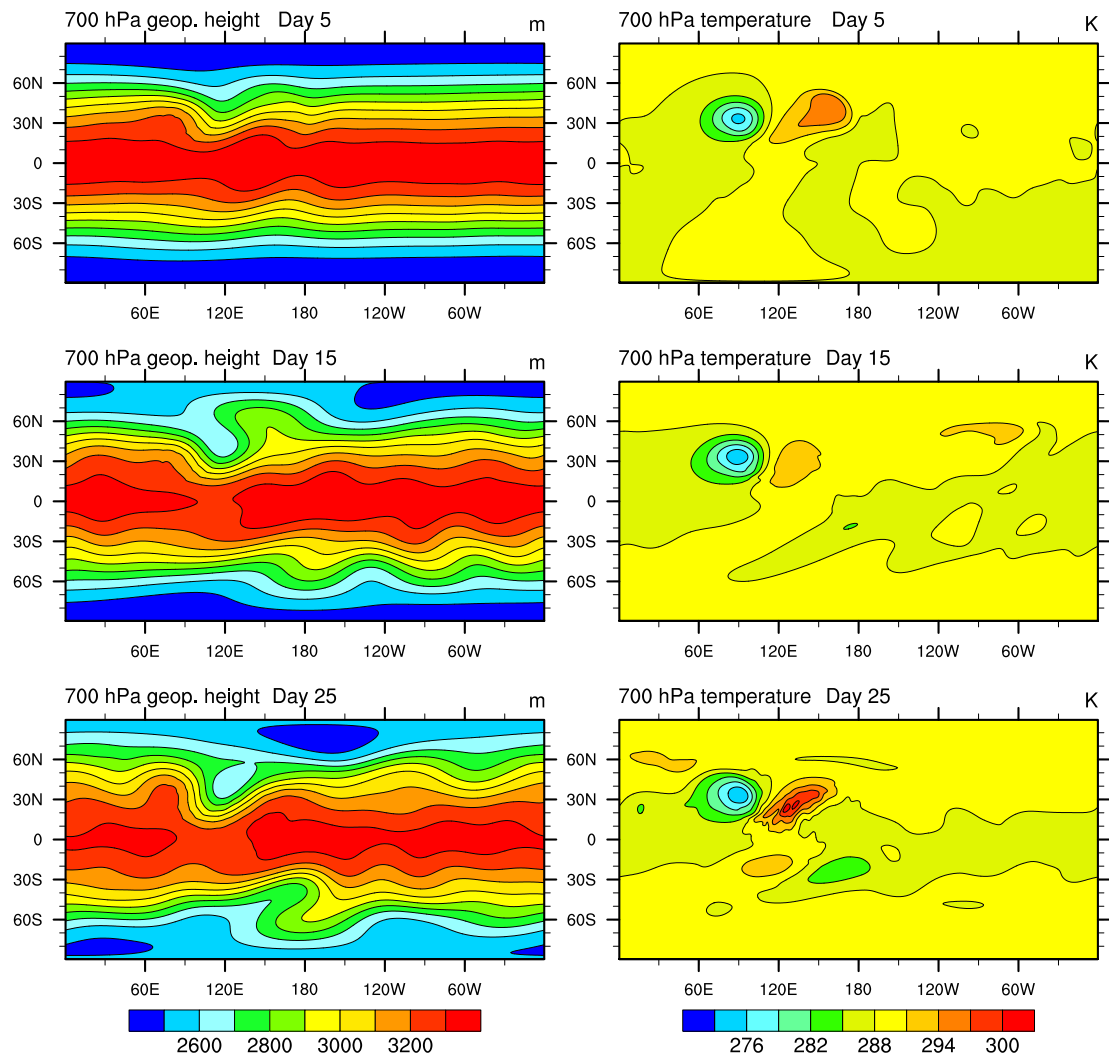 700 hPa geop. height Day 5 m
60N
30N
0
30S
60S
60E 120E 180 120W 60W
700 hPa temperature Day 5 K
60N
30N
0
30S
60S
60E 120E 180 120W 60W
700 hPa geop. height Day 15 m
60N
30N
0
30S
60S
60E 120E 180 120W 60W
700 hPa temperature Day 15 K
60N
30N
0
30S
60S
60E 120E 180 120W 60W
700 hPa geop. height Day 25 m
60N
30N
0
30S
60S
60E 120E 180 120W 60W
2600 2800 3000 3200
700 hPa temperature Day 25 K
60N
30N
0
30S
60S
60E 120E 180 120W 60W
276 282 288 294 300